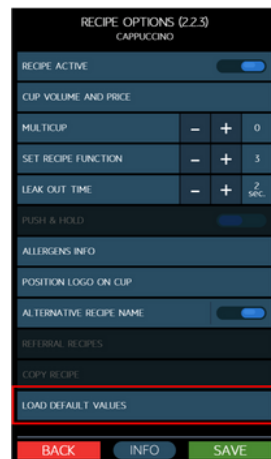 RECIPE OPTIONS (2.2.3)
CAPPUCCINO
RECIPE ACTIVE
CUP VOLUME AND PRICE
MULTICUP - + 0
SET RECIPE FUNCTION - + 3
LEAK OUT TIME - + 2 sec.
PUSH & HOLD
ALLERGENS INFO
POSITION LOGO ON CUP
ALTERNATIVE RECIPE NAME
REFERRAL RECIPES
COPY RECIPE
LOAD DEFAULT VALUES
BACK INFO SAVE